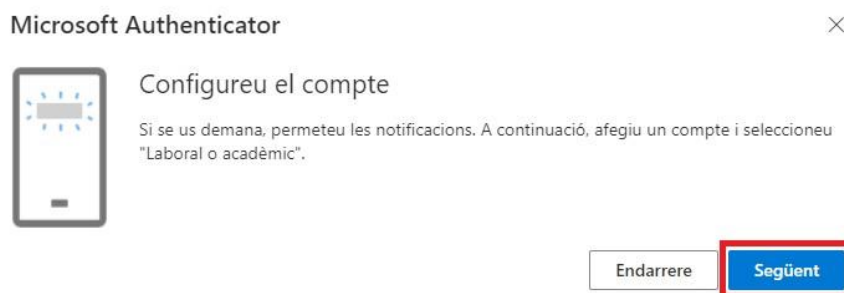 Microsoft Authenticator
Configureu el compte
Si se us demana, permeteu les notificacions. A continuació, afegiu un compte i seleccioneu
"Laboral o acadèmic".
Endarrere
Següent